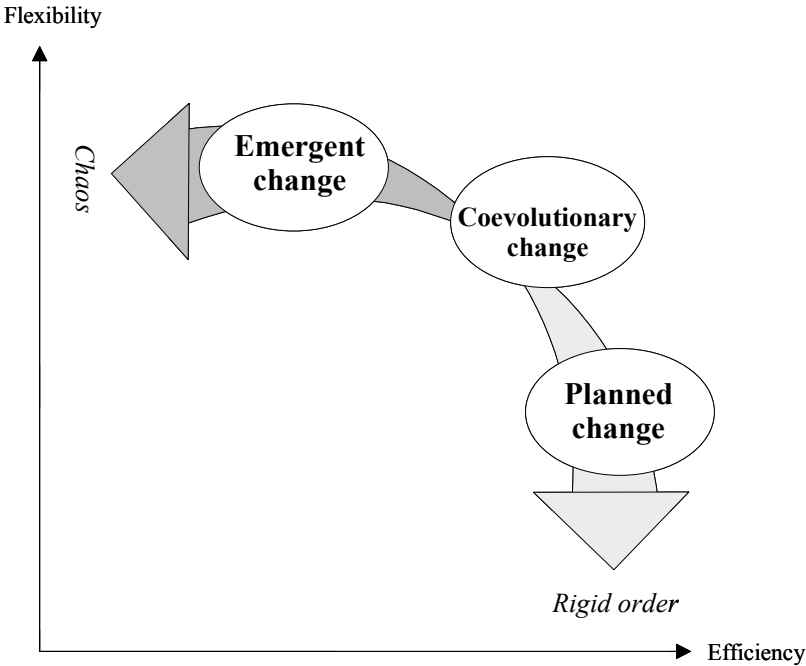 Flexibility
Chaos
Emergent
change
Coevolutionary
change
Planned
change
Rigid order
Efficiency